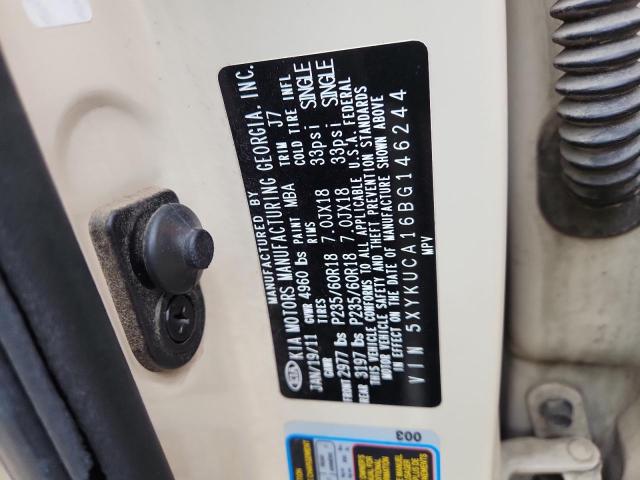 MANUFACTURED BY
KIA KIA MOTORS MANUFACTURING GEORGIA, INC.
JAN/19/11 GVWR 4960 lbs PAINT MBA TRIM J7
GAWR TIRES RIMS COLD TIRE INFL
FRONT 2977 lbs P235/60R18 7.0JX18 33psi SINGLE
REAR 3197 lbs P235/60R18 7.0JX18 33psi SINGLE
THIS VEHICLE CONFORMS TO ALL APPLICABLE U.S.A. FEDERAL
MOTOR VEHICLE SAFETY AND THEFT PREVENTION STANDARDS
IN EFFECT ON THE DATE OF MANUFACTURE SHOWN ABOVE
VIN 5XYKUCA16BG146244
MPV
003